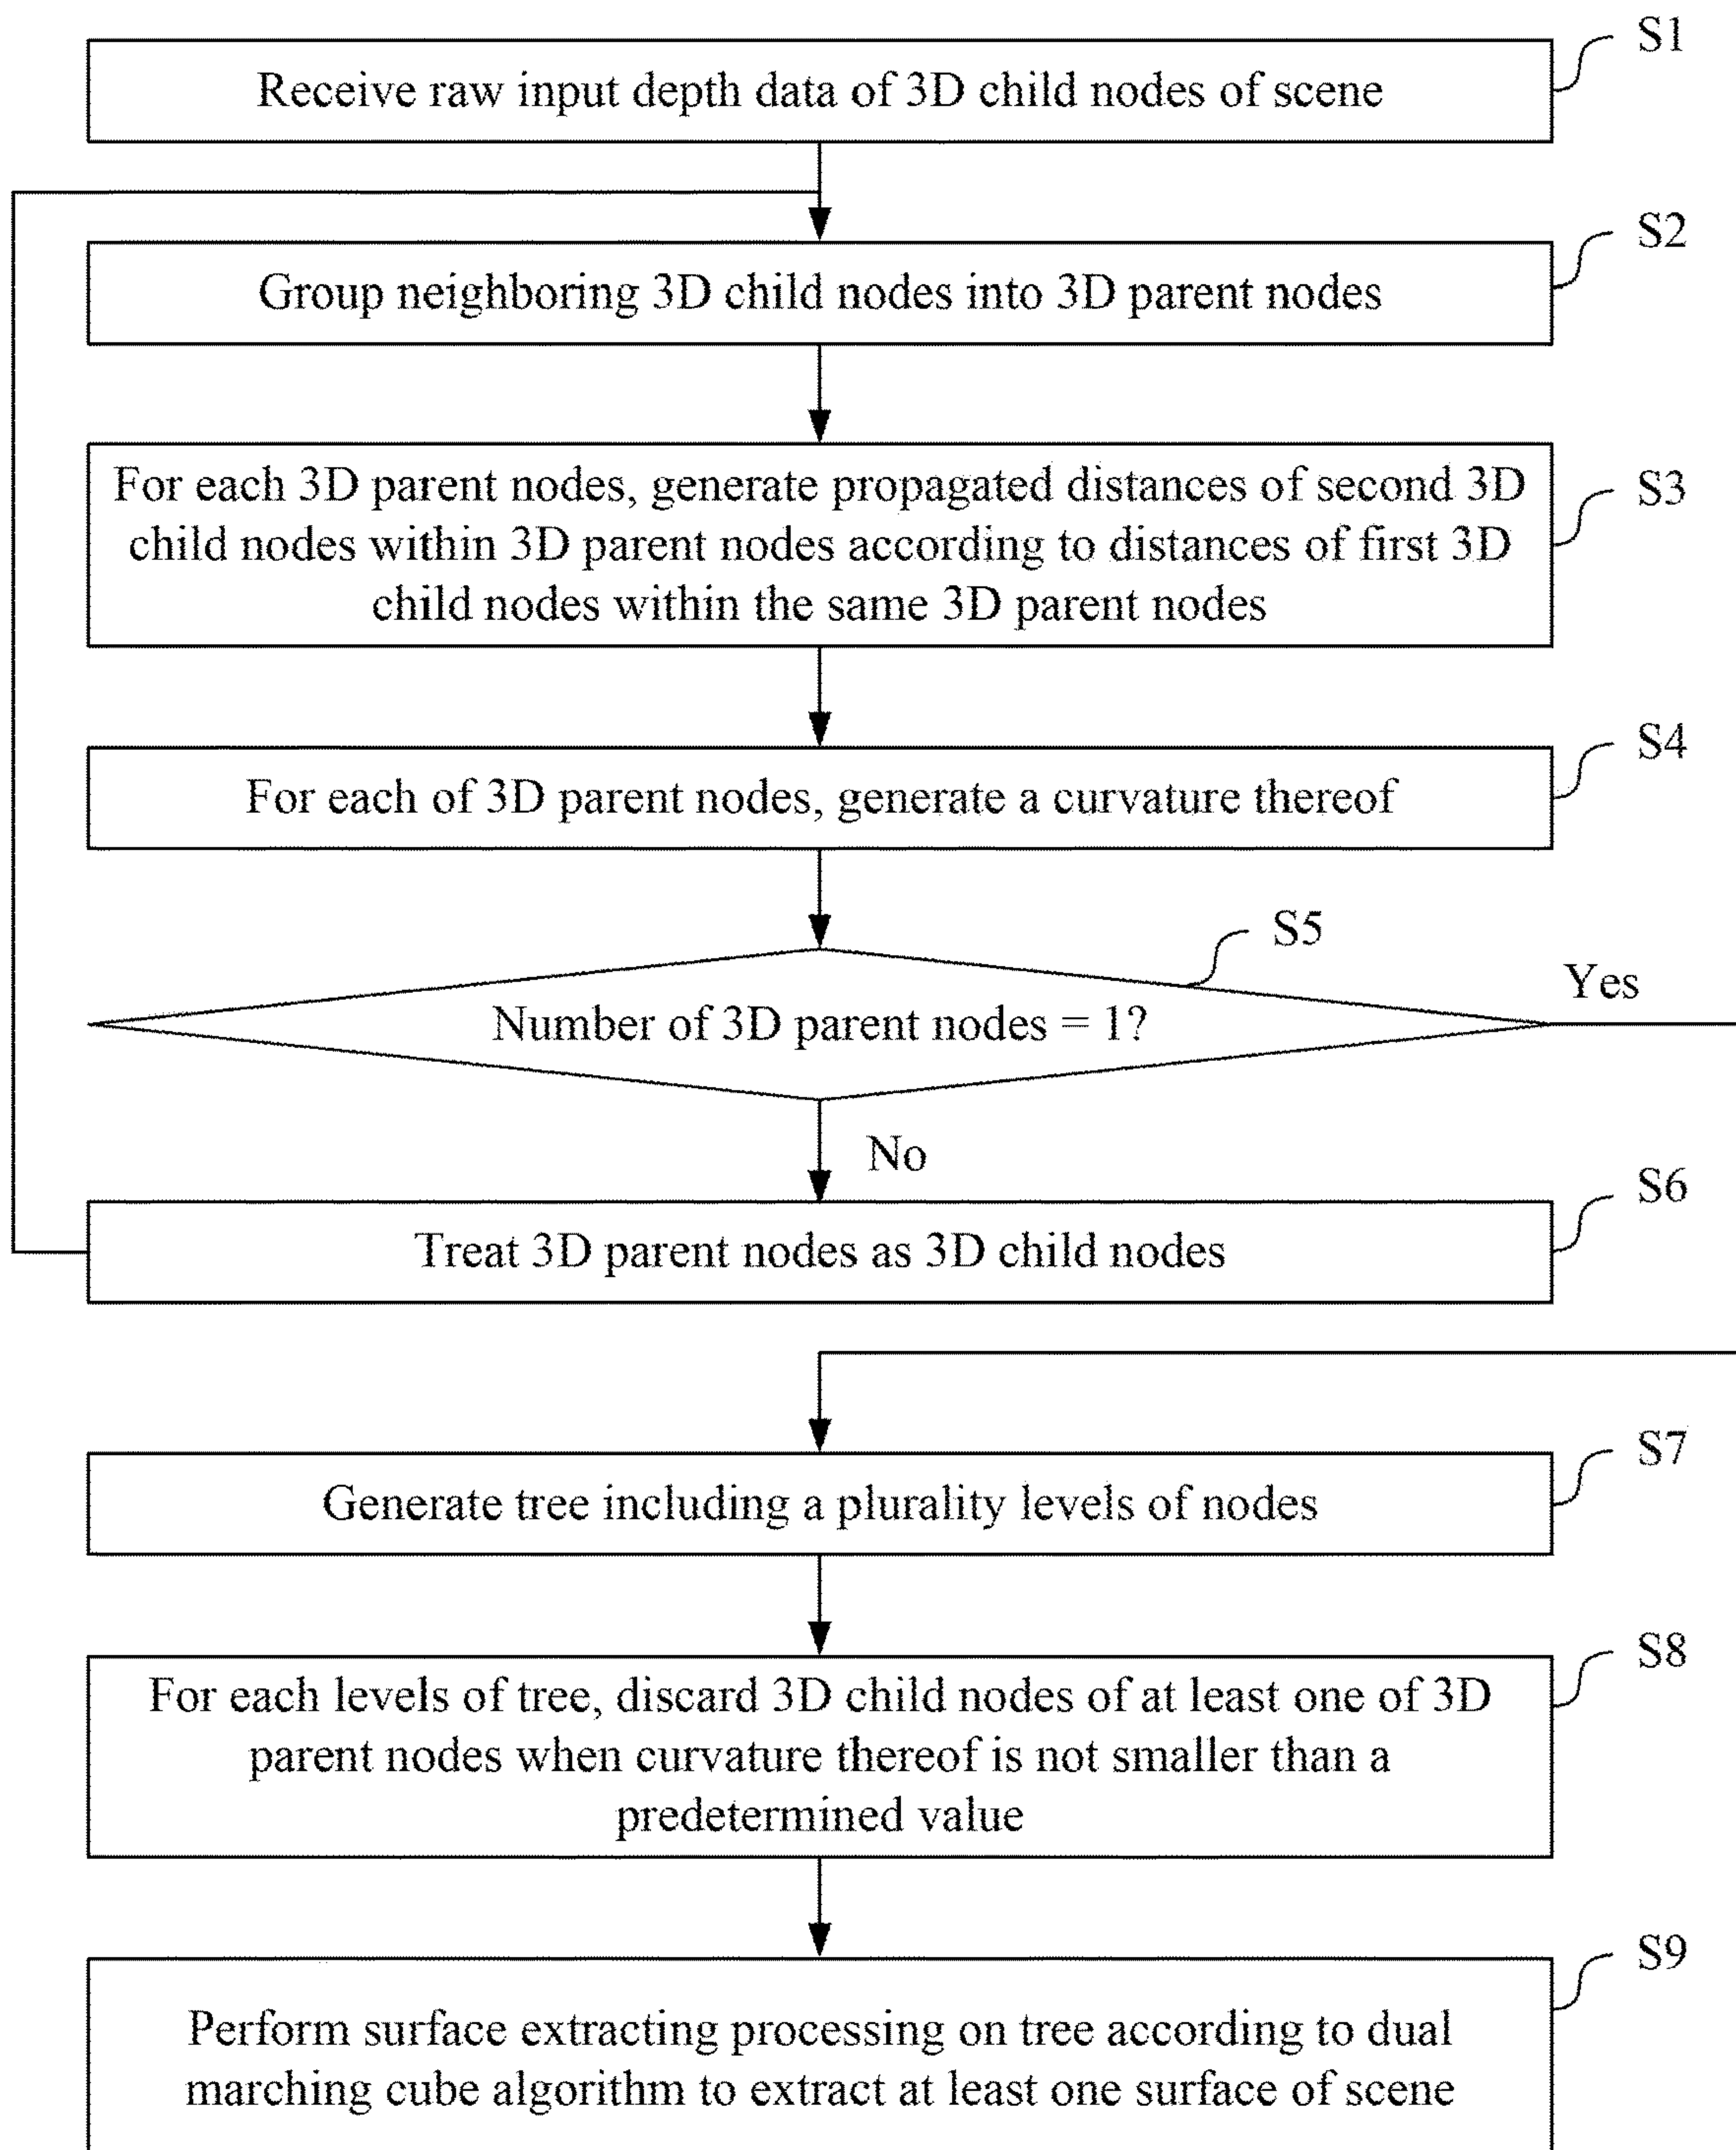 S1
Receive raw input depth data of 3D child nodes of scene
S2
Group neighboring 3D child nodes into 3D parent nodes
S3
For each 3D parent nodes, generate propagated distances of second 3D
child nodes within 3D parent nodes according to distances of first 3D
child nodes within the same 3D parent nodes
S4
For each of 3D parent nodes, generate a curvature thereof
S5
Yes
Number of 3D parent nodes = 1?
No
S6
Treat 3D parent nodes as 3D child nodes
S7
Generate tree including a plurality levels of nodes
S8
For each levels of tree, discard 3D child nodes of at least one of 3D
parent nodes when curvature thereof is not smaller than a
predetermined value
S9
Perform surface extracting processing on tree according to dual
marching cube algorithm to extract at least one surface of scene